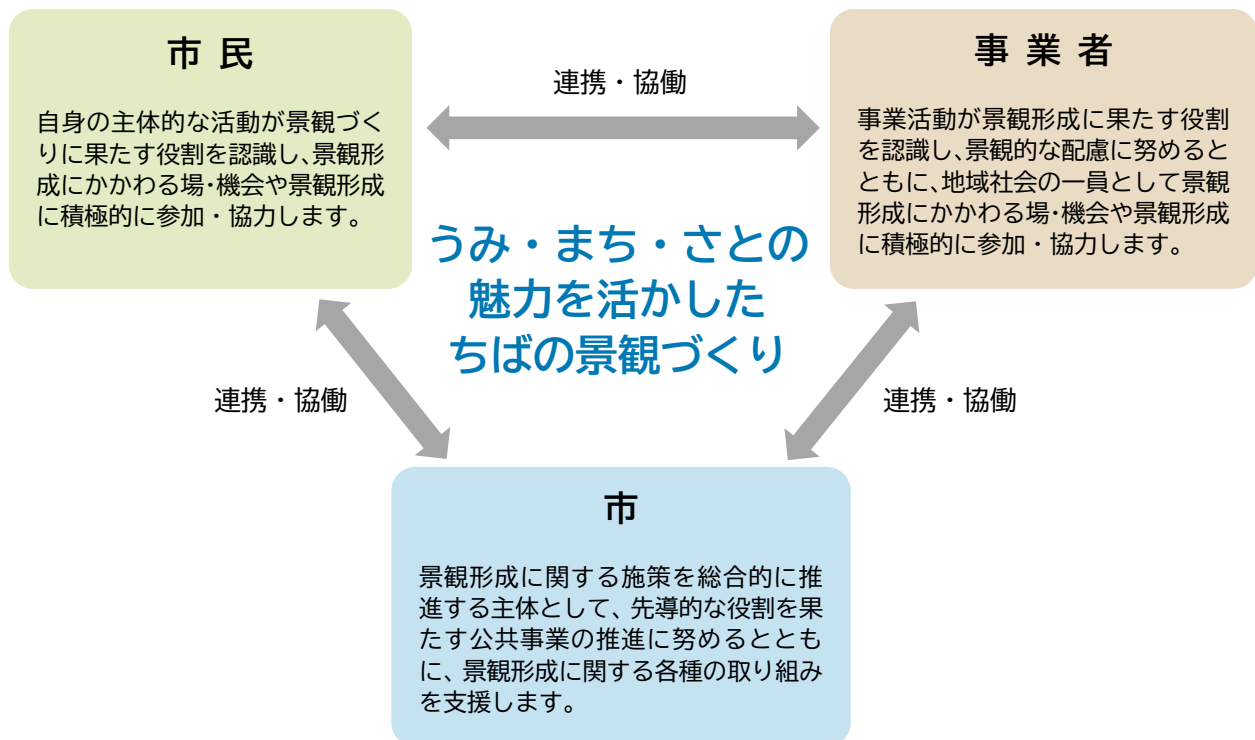 市 民
自身の主体的な活動が景観づく
りに果たす役割を認識し、景観形
成にかかわる場・機会や景観形成
に積極的に参加・協力します。
連携・協働
事 業 者
事業活動が景観形成に果たす役割
を認識し、景観的な配慮に努めると
ともに、地域社会の一員として景観
形成にかかわる場・機会や景観形成
に積極的に参加・協力します。
うみ・まち・さとの
魅力を活かした
ちばの景観づくり
連携・協働
連携・協働
市
景観形成に関する施策を総合的に推
進する主体として、先導的な役割を果
たす公共事業の推進に努めるととも
に、景観形成に関する各種の取り組み
を支援します。